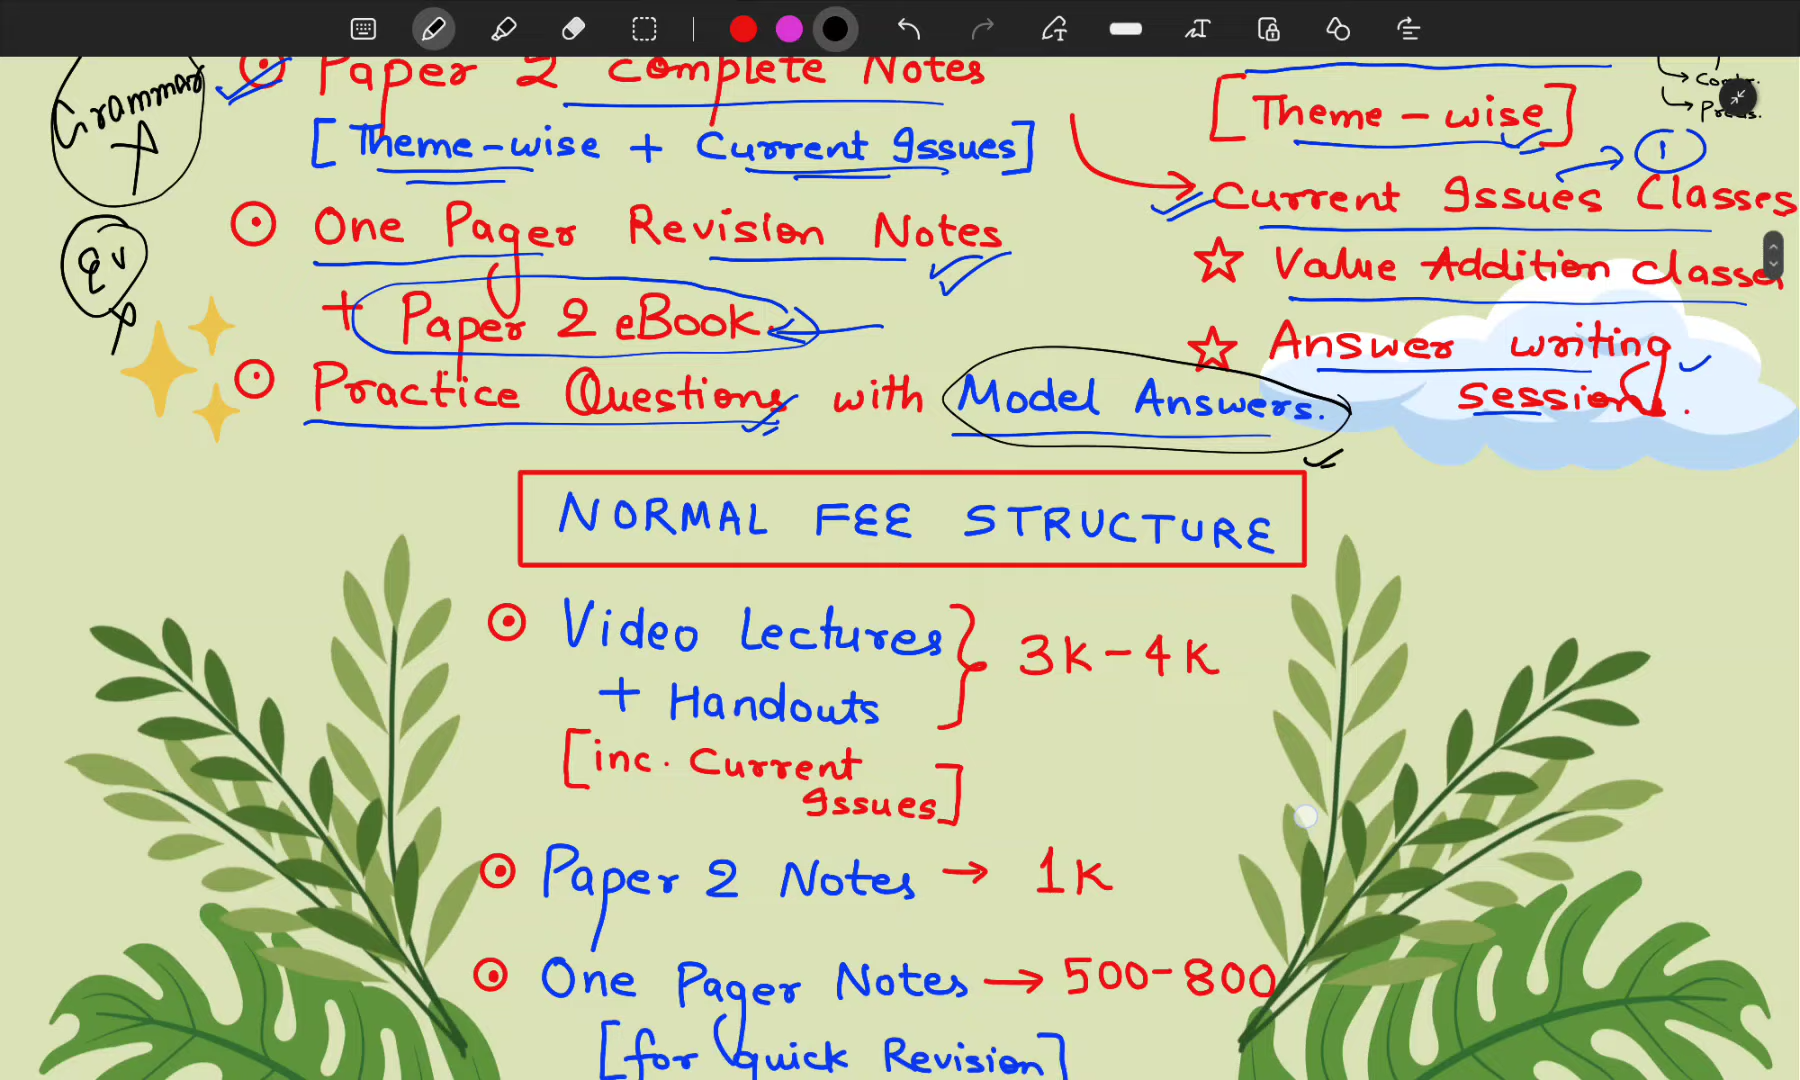 Grammar
Paper 2 Complete Notes
[Theme-wise + Current Issues]
One Pager Revision Notes
+ Paper 2 eBook
Practice Questions with Model Answers.
[Theme-wise]
1
Current Issues Classes
Value Addition classes
Answer writing
sessions.
NORMAL FEE STRUCTURE
Video Lectures
+ Handouts
3K-4K
[inc. Current
Issues]
Paper 2 Notes → 1K
One Pager Notes → 500-800
[for quick Revision]